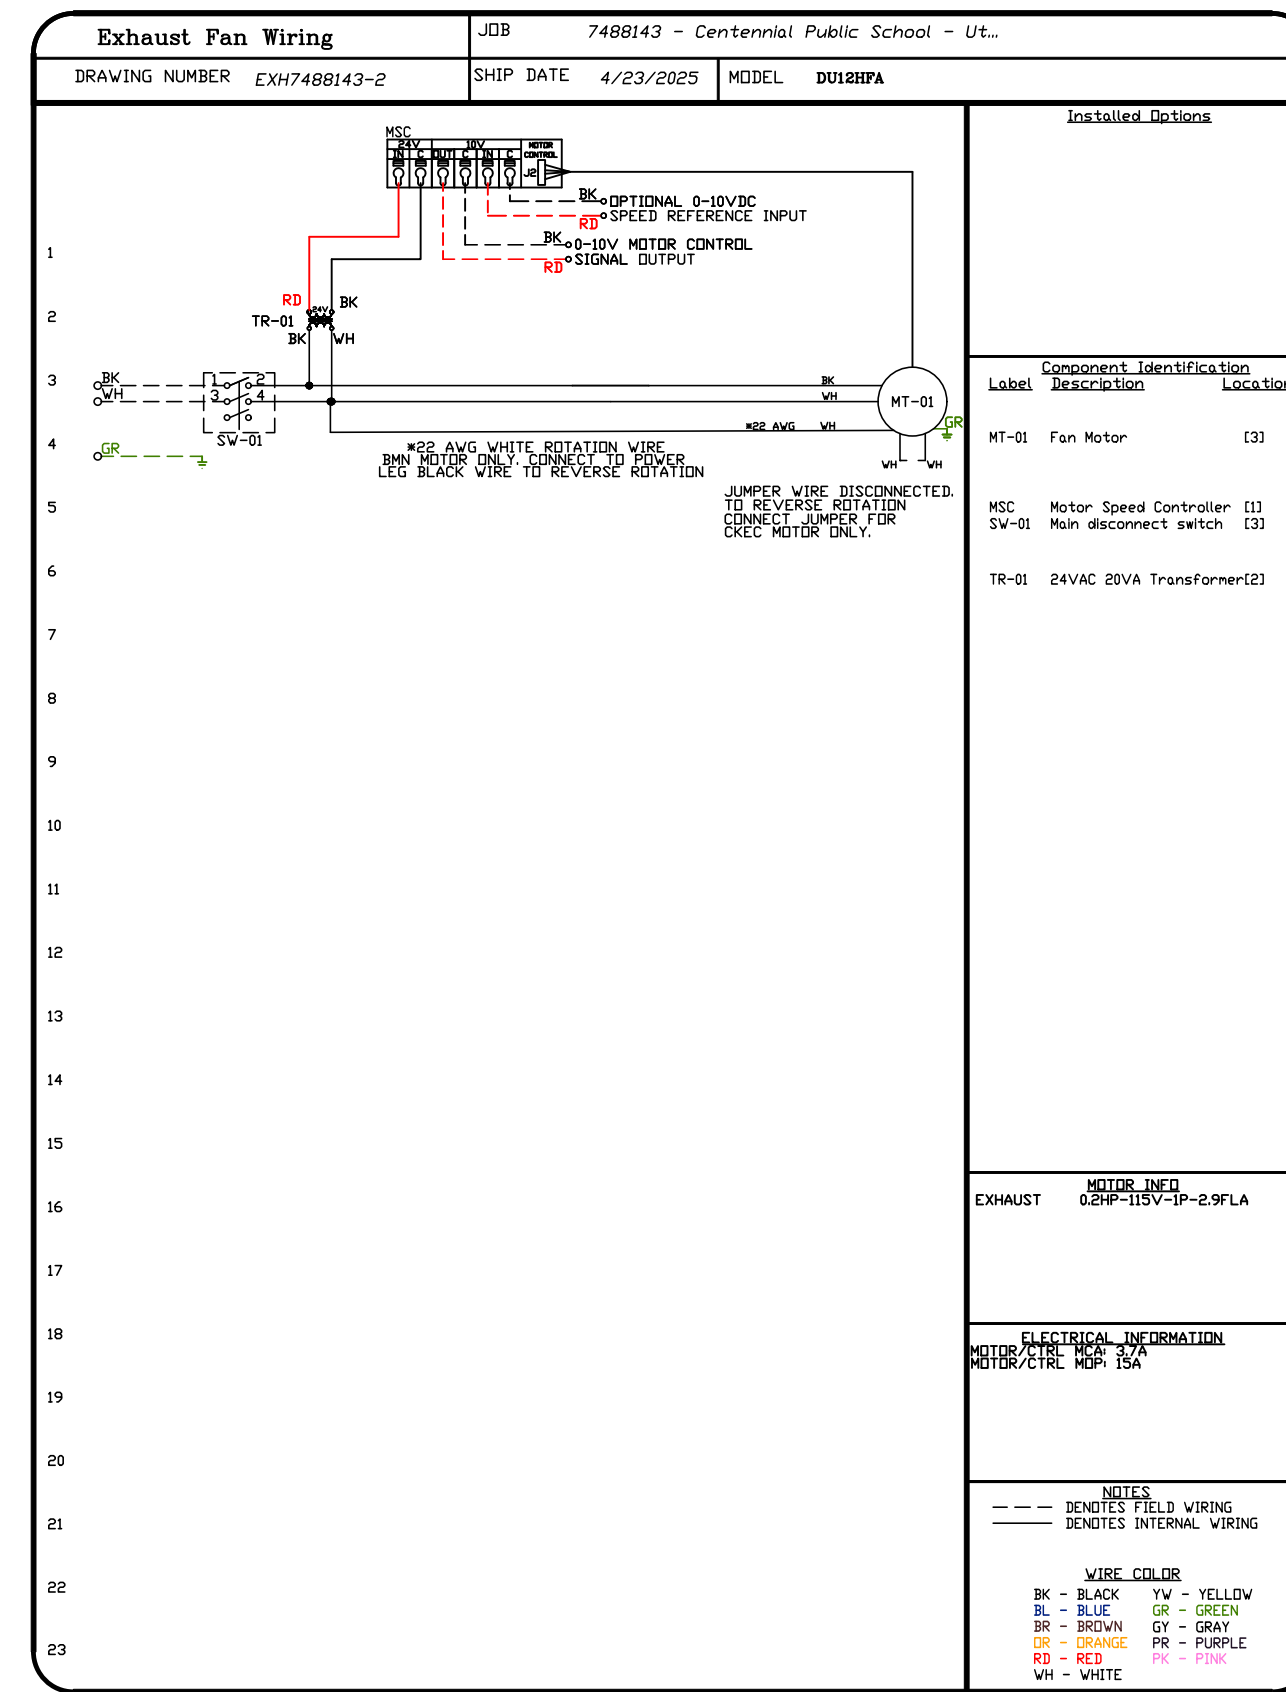 Exhaust Fan Wiring
JOB 7488143 - Centennial Public School - Ut...
DRAWING NUMBER EXH7488143-2
SHIP DATE 4/23/2025
MODEL DU12HFA
MSC
24V 10V MOTOR CONTROL
IN C OUT C IN C J2
BK OPTIONAL 0-10VDC
RD SPEED REFERENCE INPUT
BK 0-10V MOTOR CONTROL
RD SIGNAL OUTPUT
RD 24V BK
TR-01
BK WH
BK 1 2 BK
WH 3 4 WH
MT-01
SW-01
*22 AWG WH
GR
GR
WH WH
*22 AWG WHITE ROTATION WIRE
BMN MOTOR ONLY. CONNECT TO POWER
LEG BLACK WIRE TO REVERSE ROTATION
JUMPER WIRE DISCONNECTED.
TO REVERSE ROTATION
CONNECT JUMPER FOR
CKEC MOTOR ONLY.
1
2
3
4
5
6
7
8
9
10
11
12
13
14
15
16
17
18
19
20
21
22
23
Installed Options
Component Identification
Label Description Location
MT-01 Fan Motor [3]
MSC Motor Speed Controller [1]
SW-01 Main disconnect switch [3]
TR-01 24VAC 20VA Transformer[2]
MOTOR INFO
EXHAUST 0.2HP-115V-1P-2.9FLA
ELECTRICAL INFORMATION
MOTOR/CTRL MCA: 3.7A
MOTOR/CTRL MOP: 15A
NOTES
DENOTES FIELD WIRING
DENOTES INTERNAL WIRING
WIRE COLOR
BK - BLACK YW - YELLOW
BL - BLUE GR - GREEN
BR - BROWN GY - GRAY
OR - ORANGE PR - PURPLE
RD - RED PK - PINK
WH - WHITE